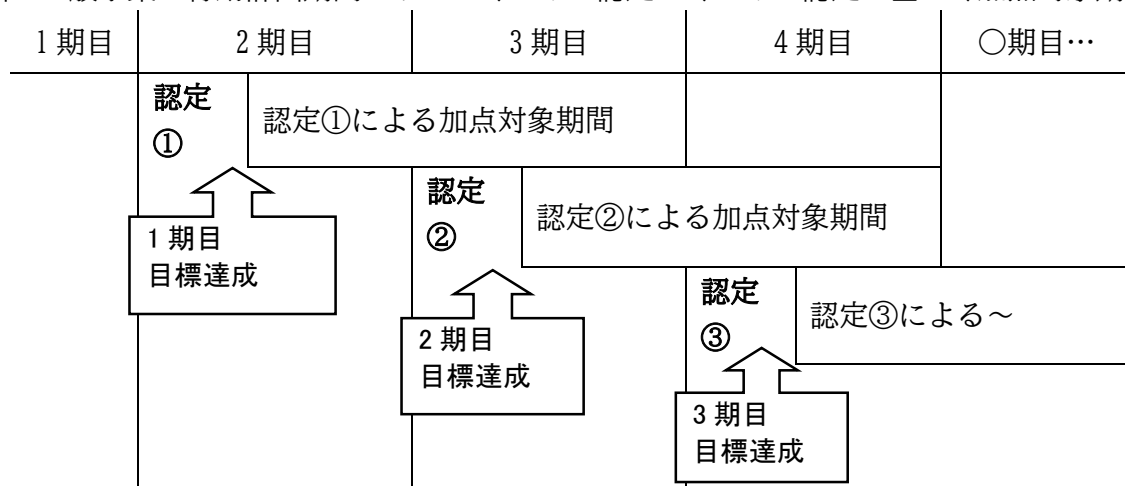 1期目
2期目
3期目
4期目
○期目…
認定
①
認定①による加点対象期間
1期目
目標達成
認定
②
認定②による加点対象期間
2期目
目標達成
認定
③
認定③による～
3期目
目標達成